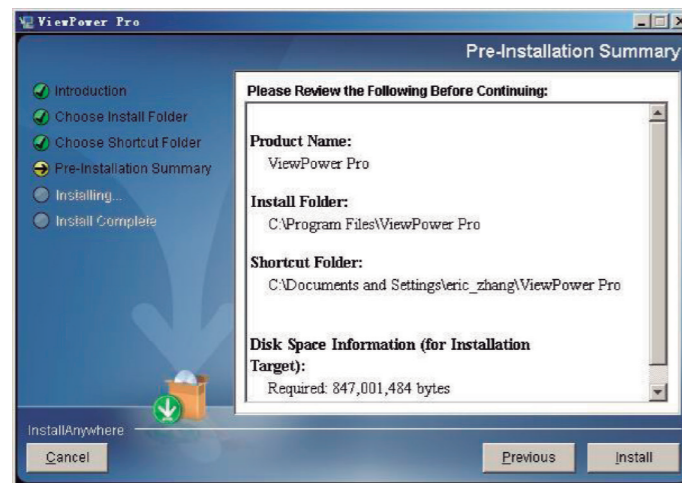 ViewPower Pro
Pre-Installation Summary
Introduction
Choose Install Folder
Choose Shortcut Folder
Pre-Installation Summary
Installing...
Install Complete
Please Review the Following Before Continuing:
Product Name:
ViewPower Pro
Install Folder:
C:\Program Files\ViewPower Pro
Shortcut Folder:
C:\Documents and Settings\eric_zhang\ViewPower Pro
Disk Space Information (for Installation
Target):
Required: 847,001,484 bytes
InstallAnywhere
Cancel
Previous
Install